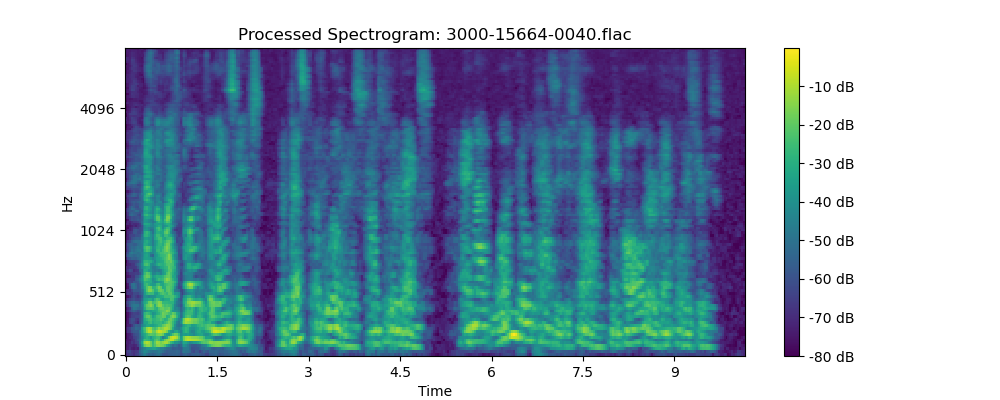 Processed Spectrogram: 3000-15664-0040.flac
Hz
4096
2048
1024
512
0
0 1.5 3 4.5 6 7.5 9
Time
-10 dB
-20 dB
-30 dB
-40 dB
-50 dB
-60 dB
-70 dB
-80 dB